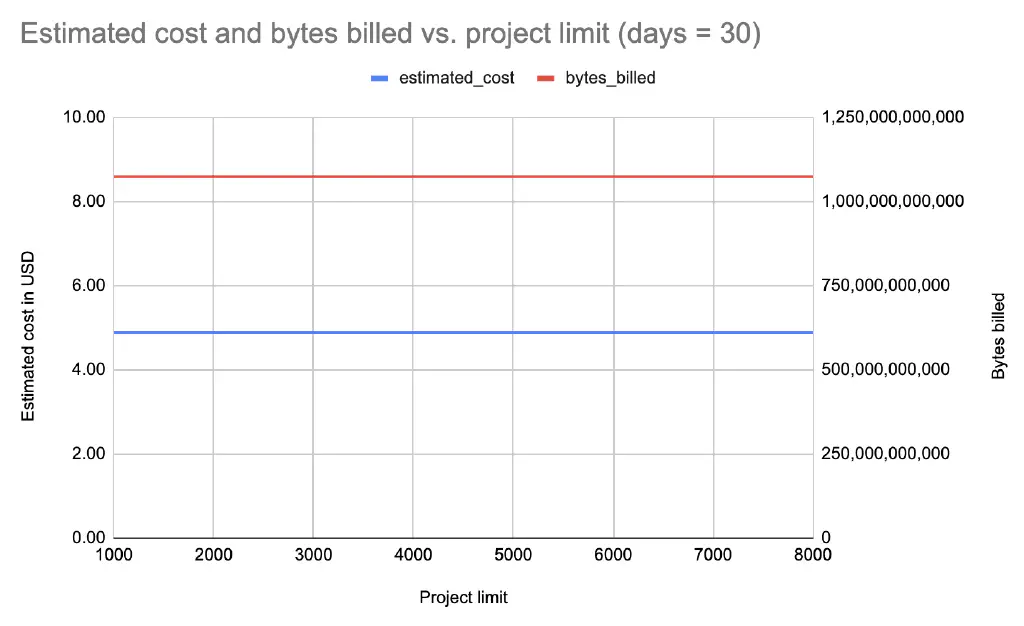 Estimated cost and bytes billed vs. project limit (days = 30)
estimated_cost bytes_billed
10.00 1,250,000,000,000
8.00 1,000,000,000,000
6.00 750,000,000,000
4.00 500,000,000,000
2.00 250,000,000,000
0.00 0
Estimated cost in USD
Bytes billed
1000 2000 3000 4000 5000 6000 7000 8000
Project limit